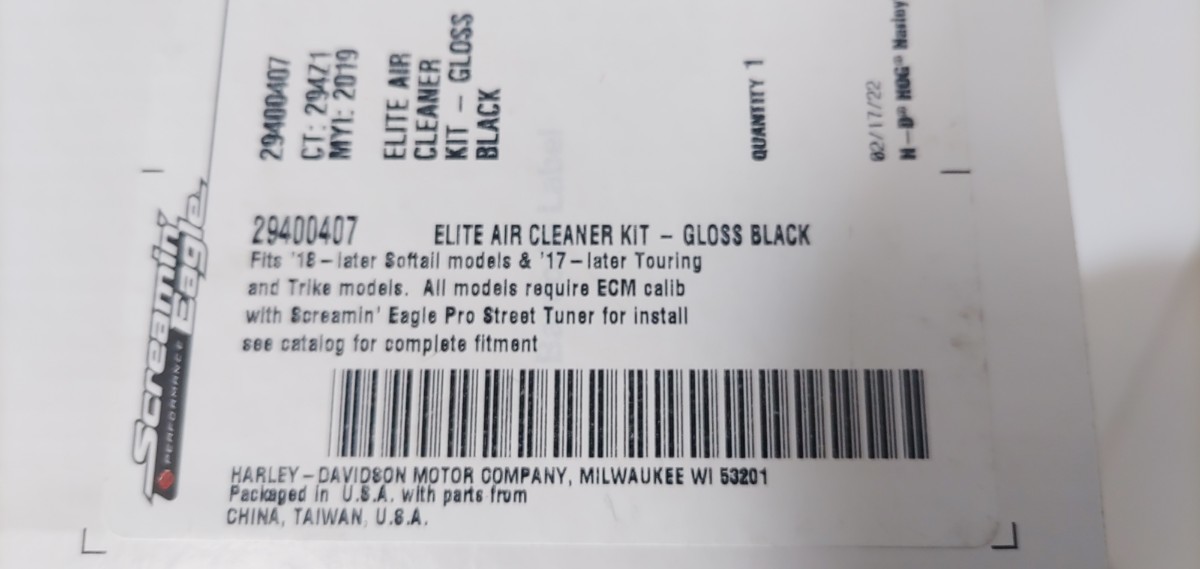 29400407
CT: 294Z1
MYI: 2019
ELITE AIR
CLEANER
KIT – GLOSS
BLACK
QUANTITY 1
02/17/22
H–D® HOG® Harley
Screamin'
Eagle
PERFORMANCE
29400407 ELITE AIR CLEANER KIT – GLOSS BLACK
Fits '18–later Softail models & '17–later Touring
and Trike models. All models require ECM calib
with Screamin' Eagle Pro Street Tuner for install
see catalog for complete fitment
HARLEY–DAVIDSON MOTOR COMPANY, MILWAUKEE WI 53201
Packaged in U.S.A. with parts from
CHINA, TAIWAN, U.S.A.